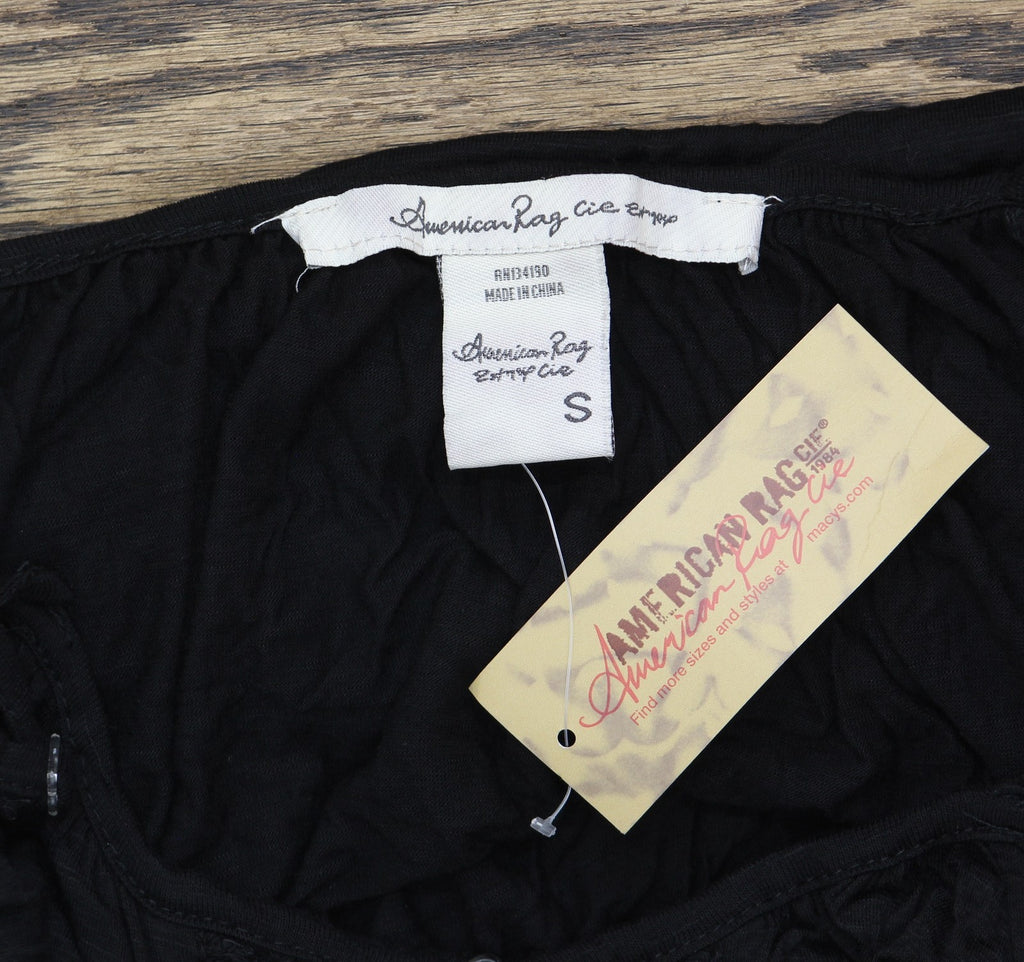 American Rag Cie
RN134190
MADE IN CHINA
American Rag
Cie
S
AMERICAN RAG CIE®
1984
American Rag Cie
Find more sizes and styles at macys.com